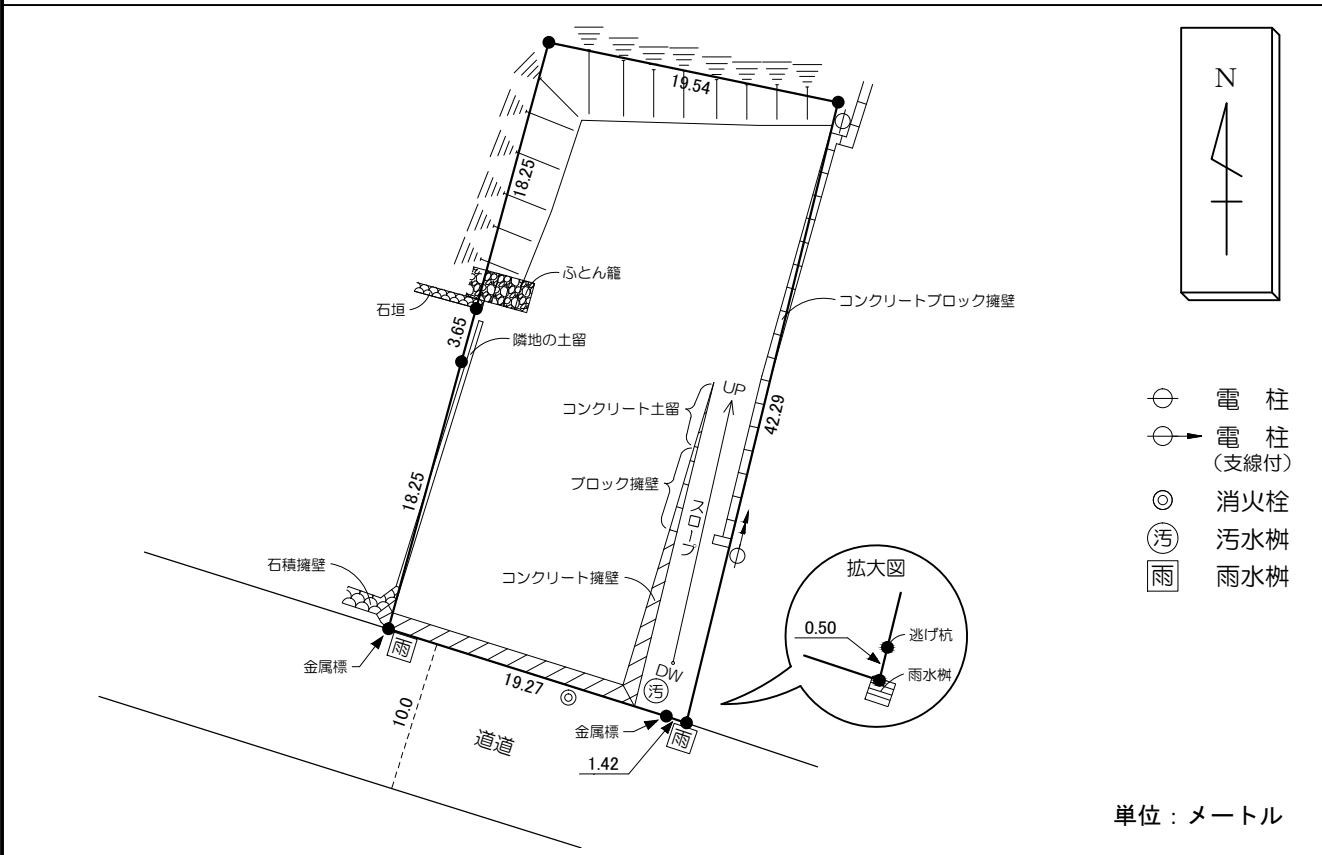 19.54
18.25
ふとん籠
石垣
コンクリートブロック擁壁
3.65
隣地の土留
UP
コンクリート土留
42.29
ブロック擁壁
スロープ
18.25
石積擁壁
コンクリート擁壁
DW
汚
雨
金属標
19.27
10.0
道道
金属標
雨
1.42
拡大図
0.50
逃げ杭
雨水桝
N
電 柱
電 柱
(支線付)
消火栓
汚 汚水桝
雨 雨水桝
単位：メートル